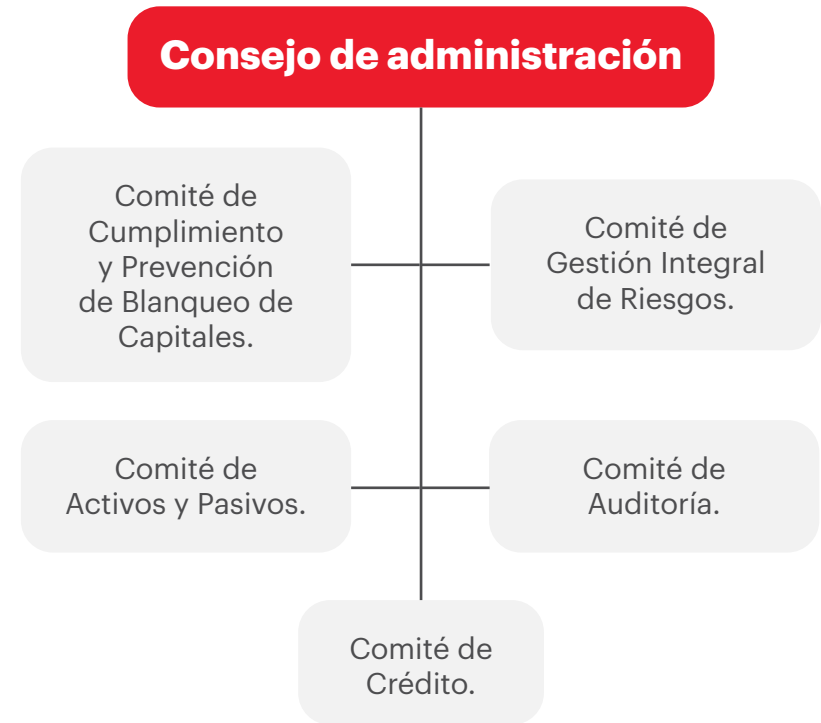 Consejo de administración
Comité de
Cumplimiento
y Prevención
de Blanqueo de
Capitales.
Comité de
Gestión Integral
de Riesgos.
Comité de
Activos y Pasivos.
Comité de
Auditoría.
Comité de
Crédito.